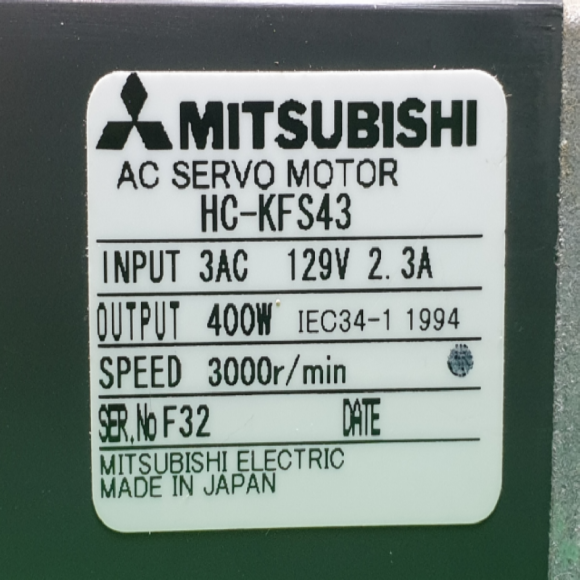 MITSUBISHI
AC SERVO MOTOR
HC-KFS43
INPUT 3AC 129V 2.3A
OUTPUT 400W IEC34-1 1994
SPEED 3000r/min
SER.No F32 DATE
MITSUBISHI ELECTRIC
MADE IN JAPAN